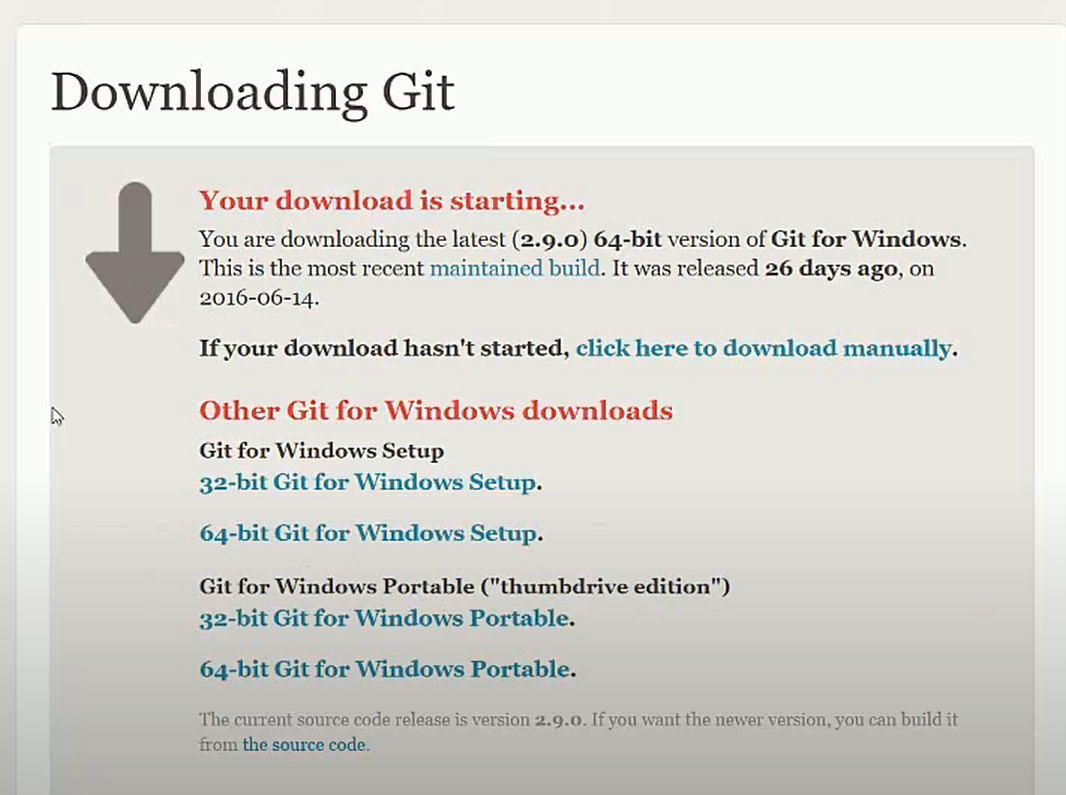 Downloading Git
Your download is starting...
You are downloading the latest (2.9.0) 64-bit version of Git for Windows.
This is the most recent maintained build. It was released 26 days ago, on
2016-06-14.
If your download hasn't started, click here to download manually.
Other Git for Windows downloads
Git for Windows Setup
32-bit Git for Windows Setup.
64-bit Git for Windows Setup.
Git for Windows Portable ("thumbdrive edition")
32-bit Git for Windows Portable.
64-bit Git for Windows Portable.
The current source code release is version 2.9.0. If you want the newer version, you can build it
from the source code.